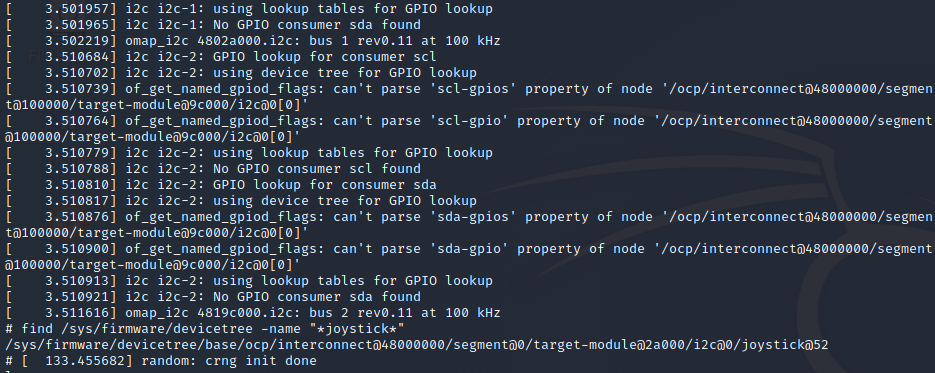 [    3.501957] i2c i2c-1: using lookup tables for GPIO lookup
[    3.501965] i2c i2c-1: No GPIO consumer sda found
[    3.502219] omap_i2c 4802a000.i2c: bus 1 rev0.11 at 100 kHz
[    3.510684] i2c i2c-2: GPIO lookup for consumer scl
[    3.510702] i2c i2c-2: using device tree for GPIO lookup
[    3.510739] of_get_named_gpiod_flags: can't parse 'scl-gpios' property of node '/ocp/interconnect@48000000/segmen
t@100000/target-module@9c000/i2c@0[0]'
[    3.510764] of_get_named_gpiod_flags: can't parse 'scl-gpio' property of node '/ocp/interconnect@48000000/segment
@100000/target-module@9c000/i2c@0[0]'
[    3.510779] i2c i2c-2: using lookup tables for GPIO lookup
[    3.510788] i2c i2c-2: No GPIO consumer scl found
[    3.510810] i2c i2c-2: GPIO lookup for consumer sda
[    3.510817] i2c i2c-2: using device tree for GPIO lookup
[    3.510876] of_get_named_gpiod_flags: can't parse 'sda-gpios' property of node '/ocp/interconnect@48000000/segmen
t@100000/target-module@9c000/i2c@0[0]'
[    3.510900] of_get_named_gpiod_flags: can't parse 'sda-gpio' property of node '/ocp/interconnect@48000000/segment
@100000/target-module@9c000/i2c@0[0]'
[    3.510913] i2c i2c-2: using lookup tables for GPIO lookup
[    3.510921] i2c i2c-2: No GPIO consumer sda found
[    3.511616] omap_i2c 4819c000.i2c: bus 2 rev0.11 at 100 kHz
# find /sys/firmware/devicetree -name "*joystick*"
/sys/firmware/devicetree/base/ocp/interconnect@48000000/segment@0/target-module@2a000/i2c@0/joystick@52
# [  133.455682] random: crng init done